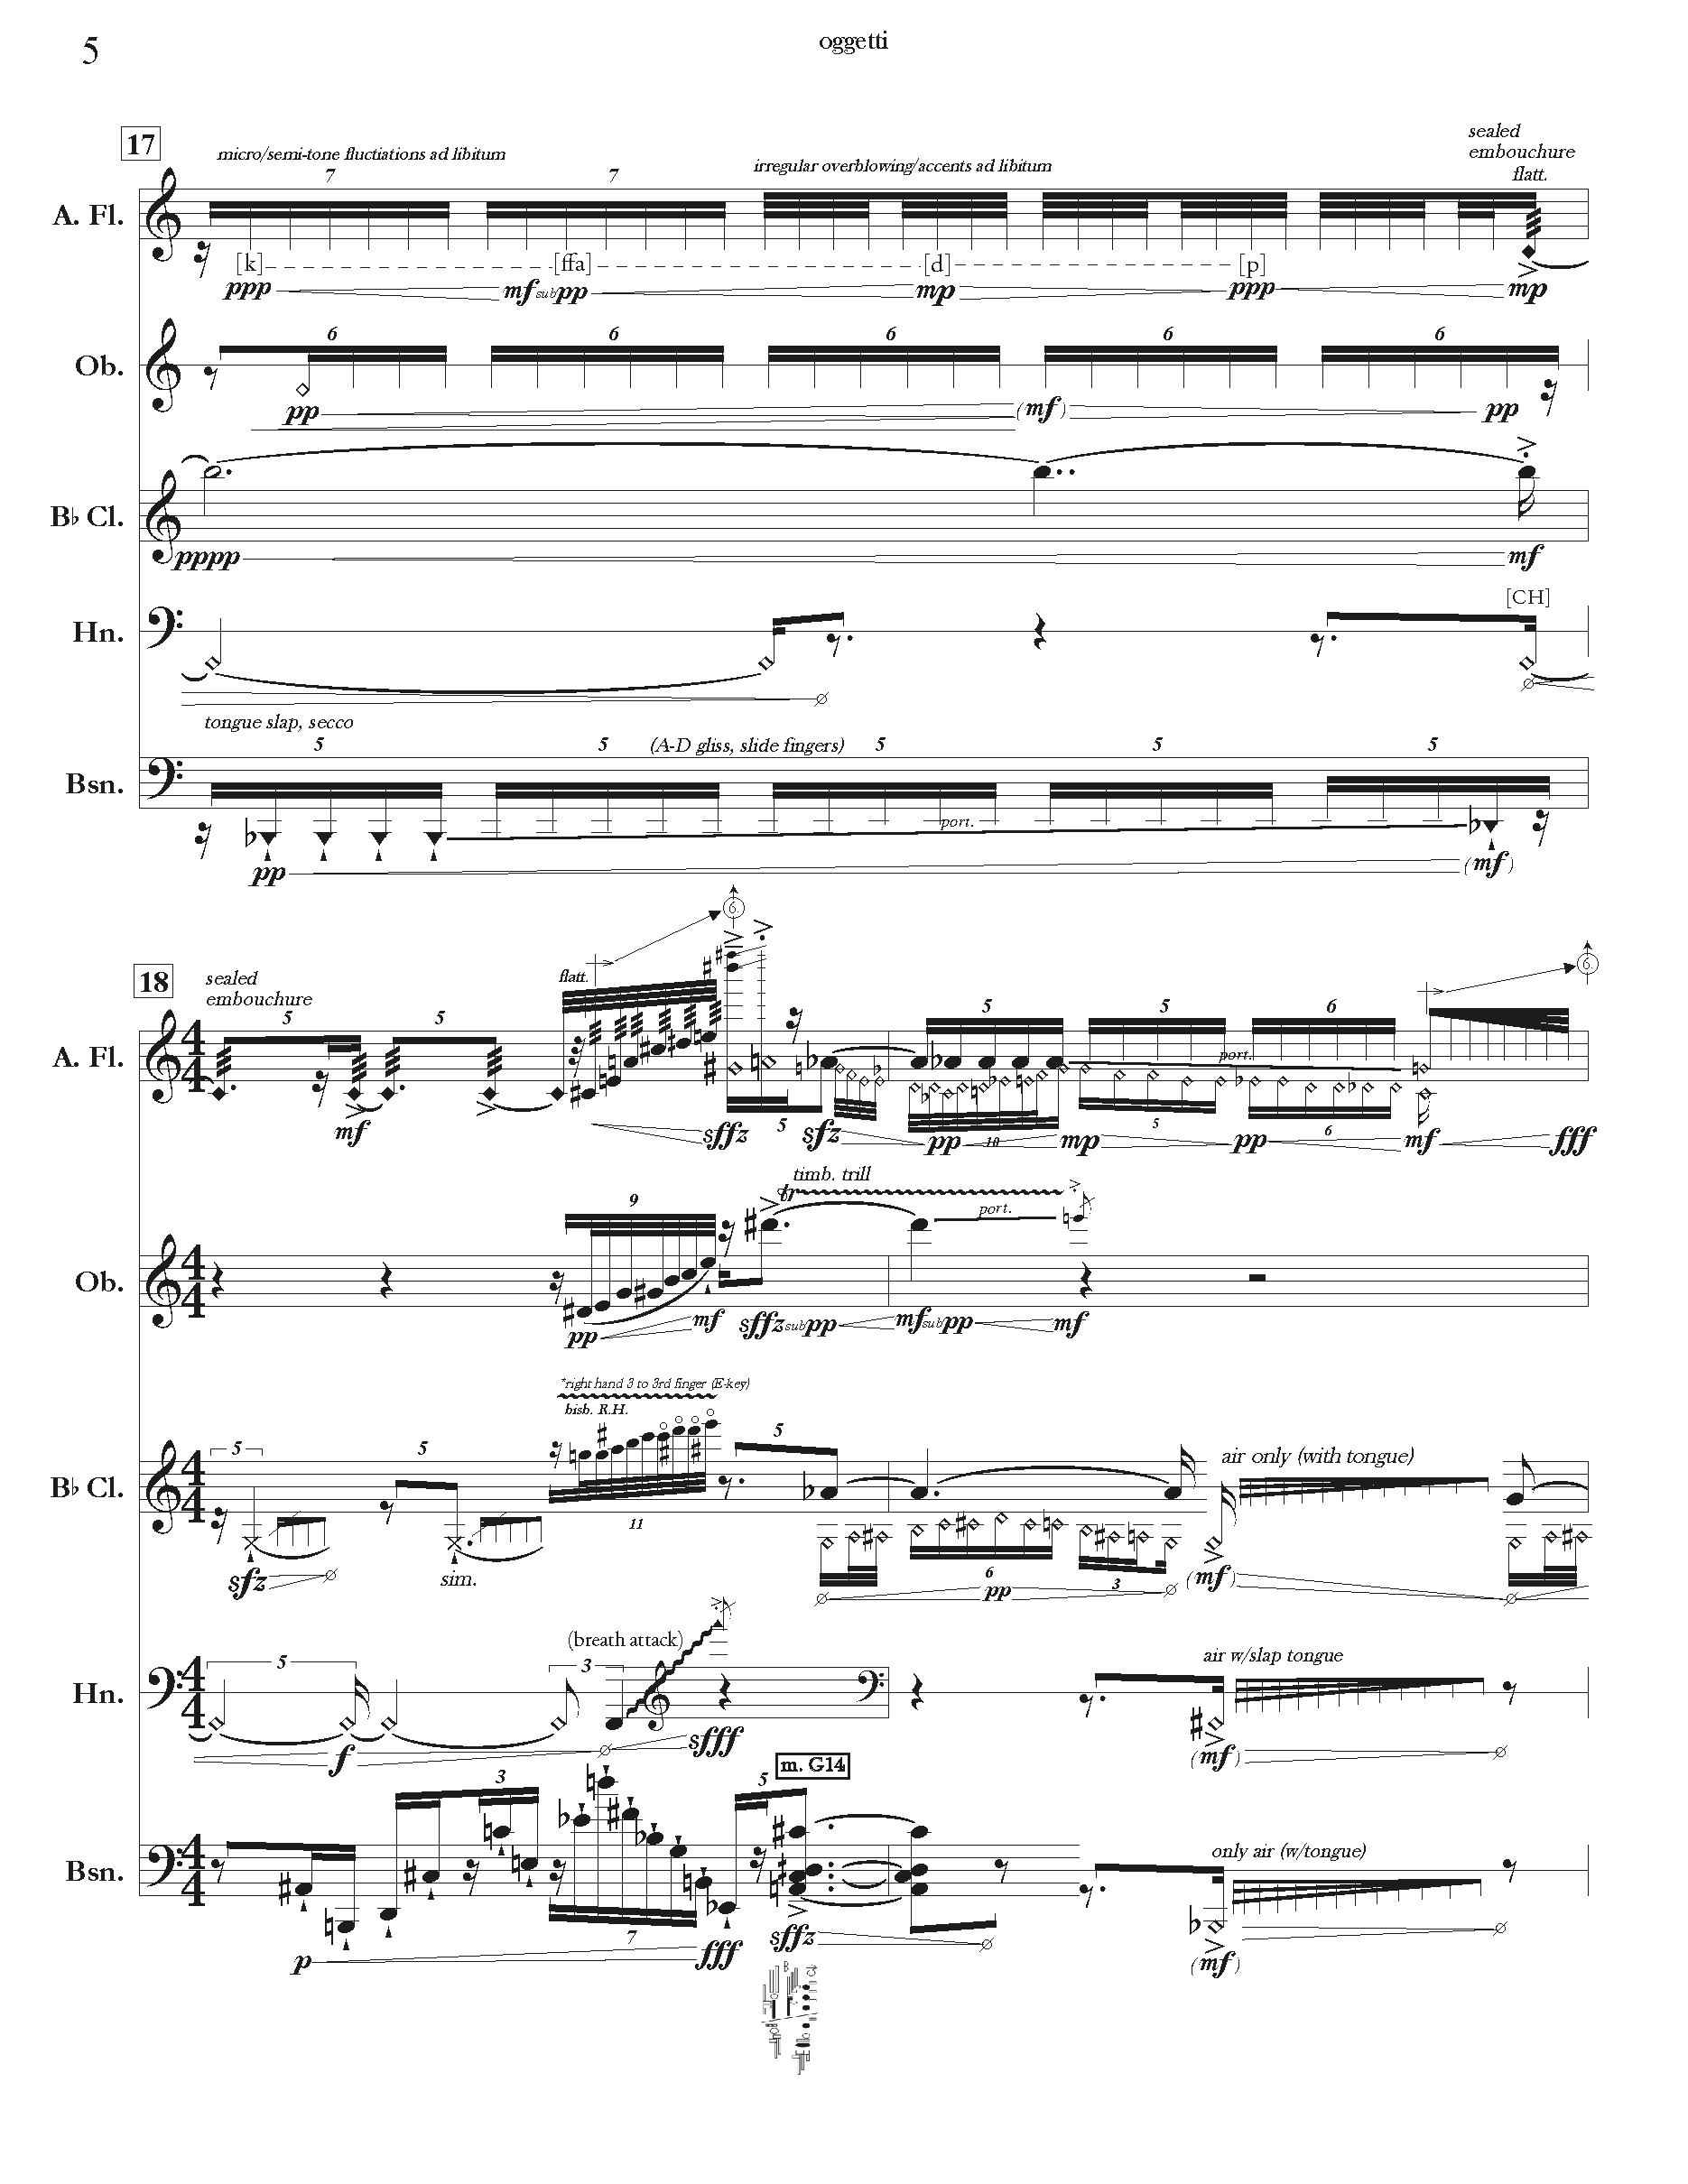 5
oggetti
17
micro/semi-tone fluctiations ad libitum
irregular overblowing/accents ad libitum
sealed
embouchure
flatt.
7 7
A. Fl.
[k] [ffa] [d] [p]
ppp mf sub pp mp ppp mp
6 6 6 6 6
Ob.
pp (mf) pp
B♭ Cl.
pppp mf
[CH]
Hn.
tongue slap, secco
5 5 (A-D gliss, slide fingers) 5 5 5
Bsn.
port.
pp (mf)
6.
18
sealed
embouchure
flatt.
6.
5 5 5 5 6
A. Fl.
port.
mf sffz 5 sfz pp 10 mp 5 pp 6 mf fff
timb. trill
9 tr
port.
Ob.
pp mf sffz sub pp mf sub pp mf
*right hand 3 to 3rd finger (E-key)
bisb. R.H.
5 5 5
air only (with tongue)
B♭ Cl.
4
4
11
sfz sim. 6 pp 3 (mf)
(breath attack)
5 3
air w/slap tongue
Hn.
f sfff (mf)
m. G14
3 5
only air (w/tongue)
Bsn.
7
p fff sffz (mf)